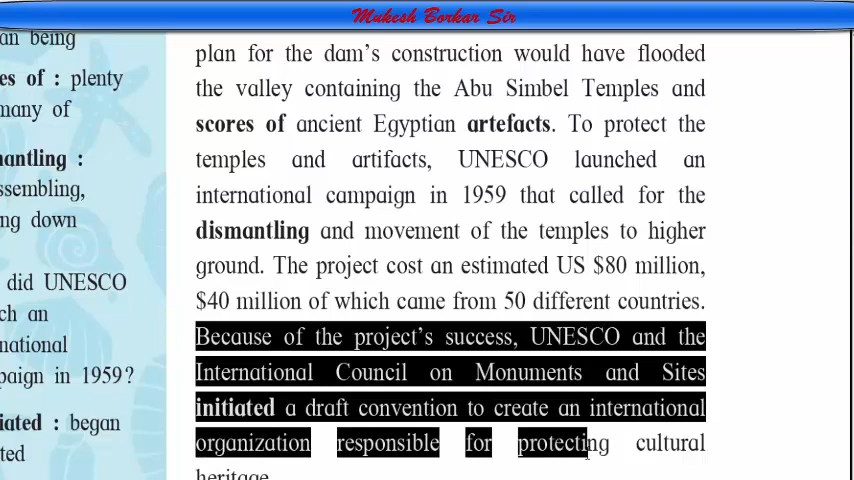 Mukesh Borkar Sir
an being
es of : plenty
many of
mantling :
ssembling,
ng down
did UNESCO
ch an
national
paign in 1959?
iated : began
ted
plan for the dam's construction would have flooded
the valley containing the Abu Simbel Temples and
scores of ancient Egyptian artefacts. To protect the
temples and artifacts, UNESCO launched an
international campaign in 1959 that called for the
dismantling and movement of the temples to higher
ground. The project cost an estimated US $80 million,
$40 million of which came from 50 different countries.
Because of the project's success, UNESCO and the
International Council on Monuments and Sites
initiated a draft convention to create an international
organization responsible for protecting cultural
heritage.